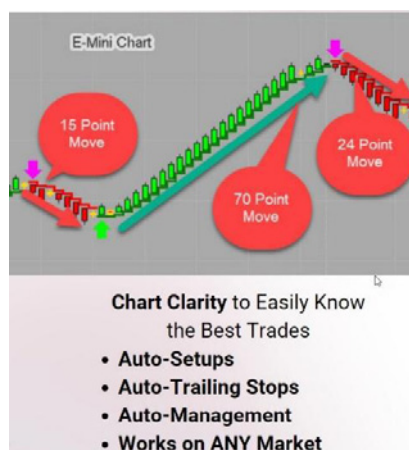 E-Mini Chart
15 Point
Move
70 Point
Move
24 Point
Move
Chart Clarity to Easily Know
the Best Trades
• Auto-Setups
• Auto-Trailing Stops
• Auto-Management
• Works on ANY Market